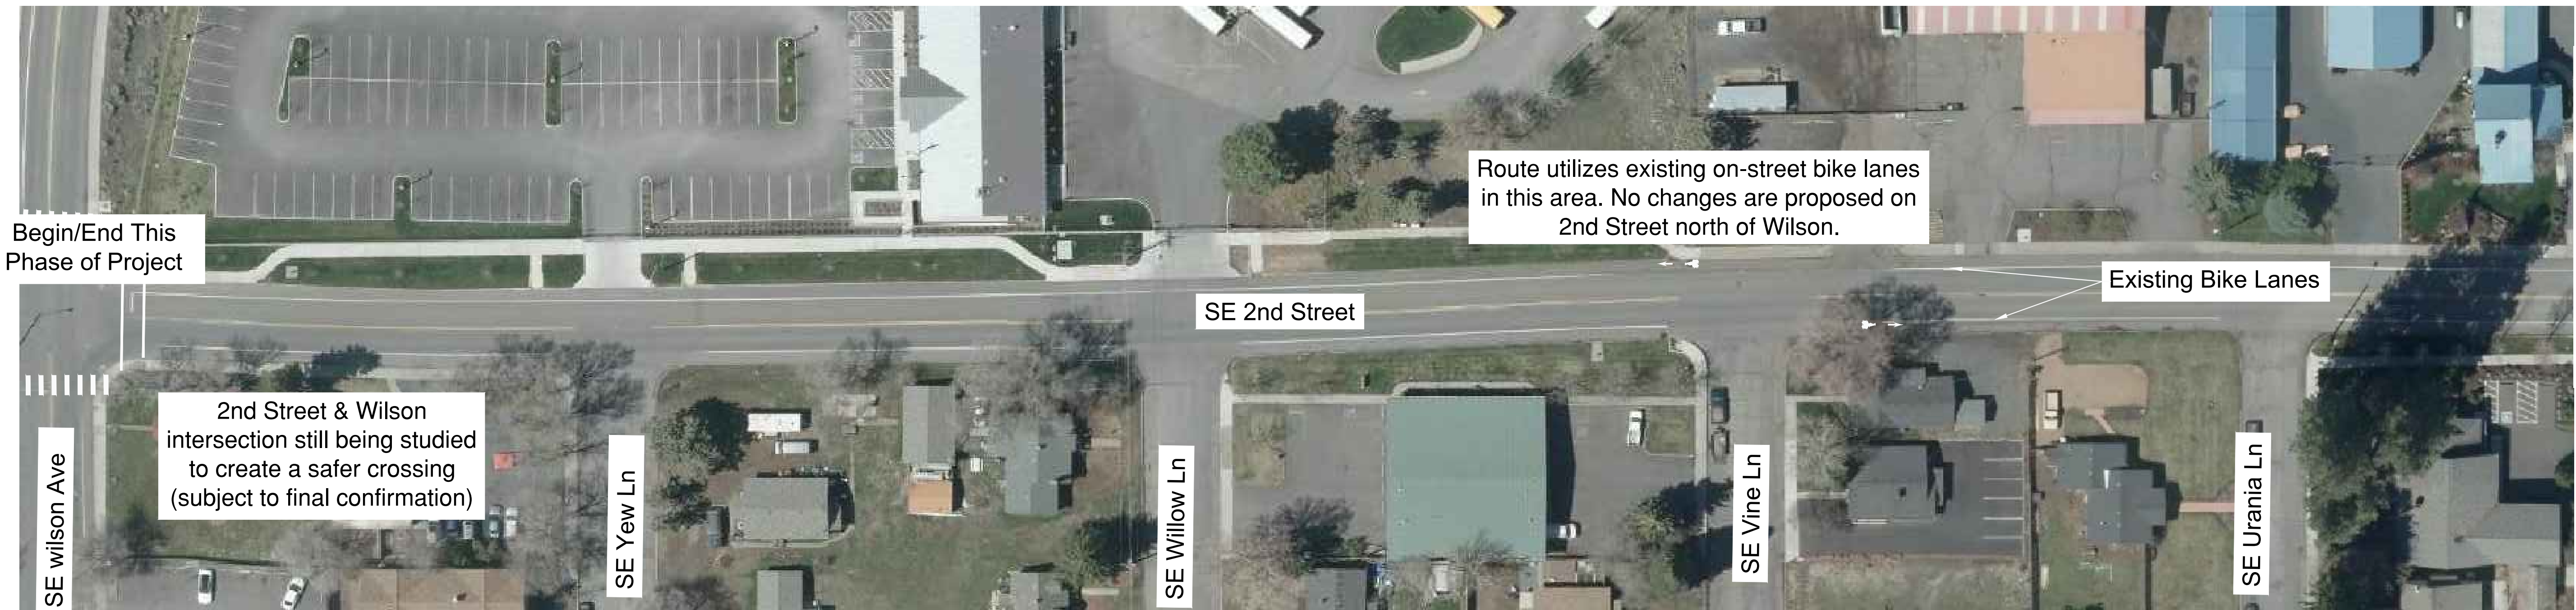 Begin/End This
Phase of Project
Route utilizes existing on-street bike lanes
in this area. No changes are proposed on
2nd Street north of Wilson.
Existing Bike Lanes
SE 2nd Street
2nd Street & Wilson
intersection still being studied
to create a safer crossing
(subject to final confirmation)
SE wilson Ave
SE Yew Ln
SE Willow Ln
SE Vine Ln
SE Urania Ln